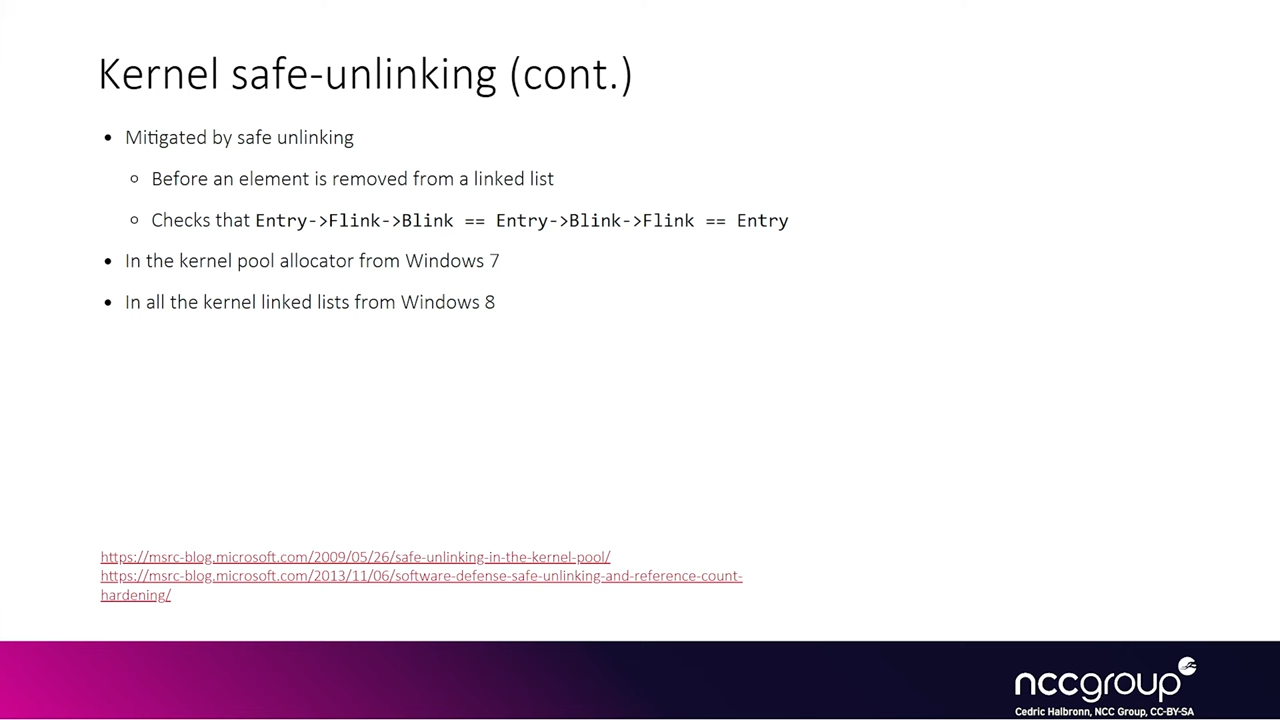 Kernel safe-unlinking (cont.)
• Mitigated by safe unlinking
○ Before an element is removed from a linked list
○ Checks that Entry->Flink->Blink == Entry->Blink->Flink == Entry
• In the kernel pool allocator from Windows 7
• In all the kernel linked lists from Windows 8
https://msrc-blog.microsoft.com/2009/05/26/safe-unlinking-in-the-kernel-pool/
https://msrc-blog.microsoft.com/2013/11/06/software-defense-safe-unlinking-and-reference-count-
hardening/
nccgroup
Cedric Halbronn, NCC Group, CC-BY-SA